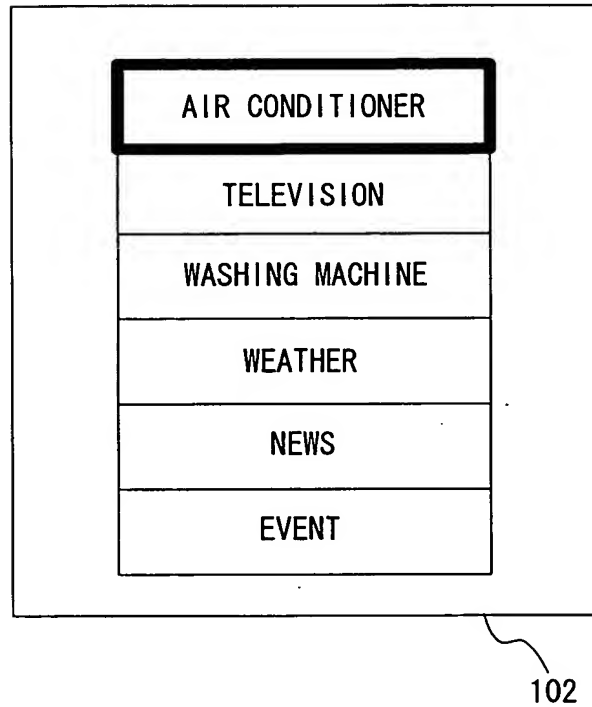 AIR CONDITIONER
TELEVISION
WASHING MACHINE
WEATHER
NEWS
EVENT
102